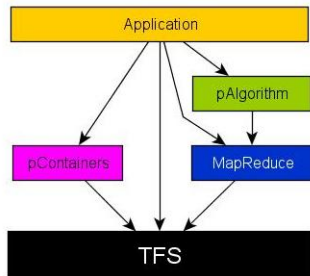 Application
pAlgorithm
pContainers
MapReduce
TFS